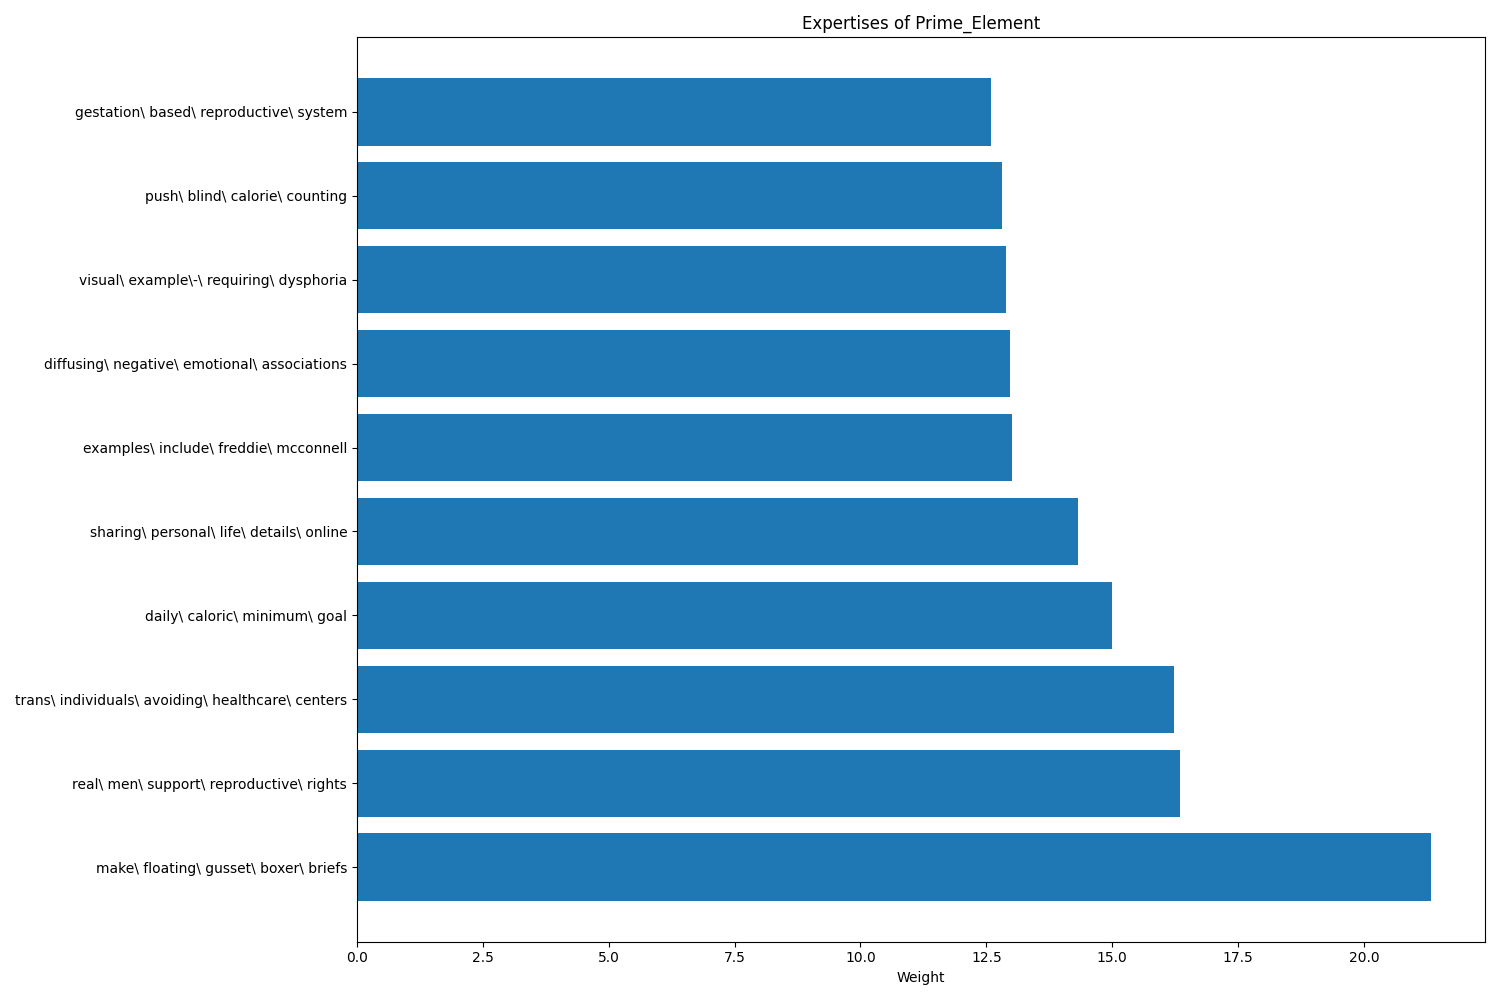 Expertises of Prime_Element
gestation\ based\ reproductive\ system
push\ blind\ calorie\ counting
visual\ example\-\ requiring\ dysphoria
diffusing\ negative\ emotional\ associations
examples\ include\ freddie\ mcconnell
sharing\ personal\ life\ details\ online
daily\ caloric\ minimum\ goal
trans\ individuals\ avoiding\ healthcare\ centers
real\ men\ support\ reproductive\ rights
make\ floating\ gusset\ boxer\ briefs
0.0 2.5 5.0 7.5 10.0 12.5 15.0 17.5 20.0
Weight